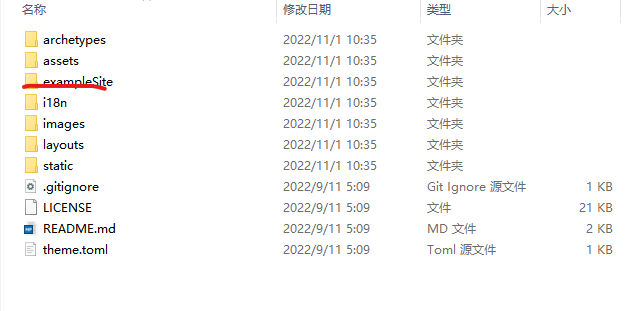 名称 修改日期 类型 大小
archetypes 2022/11/1 10:35 文件夹
assets 2022/11/1 10:35 文件夹
exampleSite 2022/11/1 10:35 文件夹
i18n 2022/11/1 10:35 文件夹
images 2022/11/1 10:35 文件夹
layouts 2022/11/1 10:35 文件夹
static 2022/11/1 10:35 文件夹
.gitignore 2022/9/11 5:09 Git Ignore 源文件 1 KB
LICENSE 2022/9/11 5:09 文件 21 KB
README.md 2022/9/11 5:09 MD 文件 2 KB
theme.toml 2022/9/11 5:09 Toml 源文件 1 KB